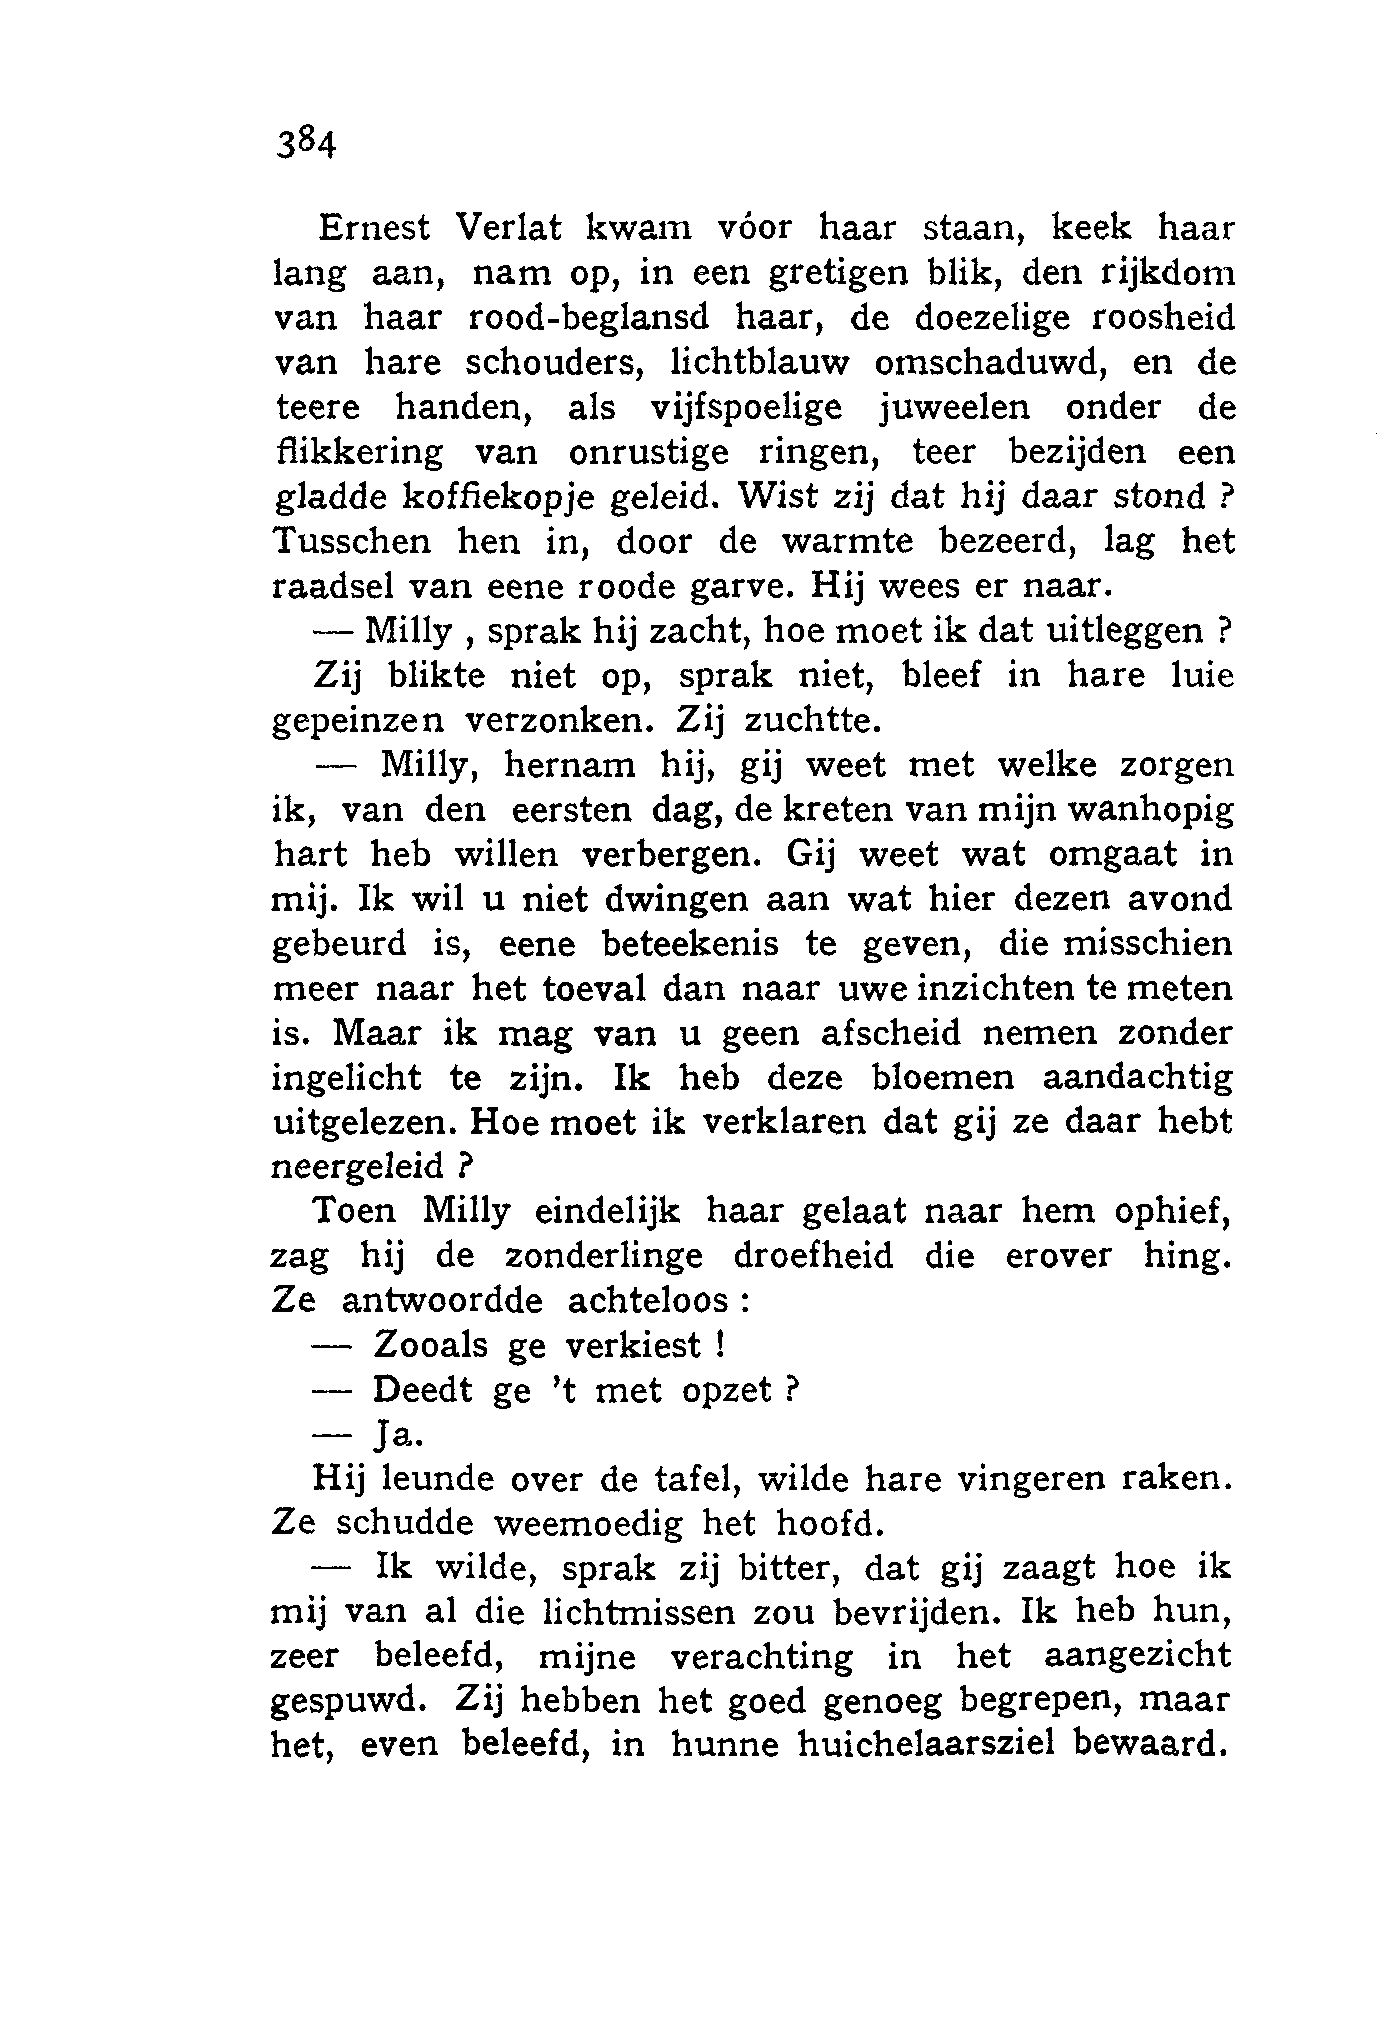 384
Ernest Verlat kwam vóor haar staan, keek haar
lang aan, nam op, in een gretigen blik, den rijkdom
van haar rood-beglansd haar, de doezelige roosheid
van hare schouders, lichtblauw omschaduwd, en de
teere handen, als vijfspoelige juweelen onder de
flikkering van onrustige ringen, teer bezijden een
gladde koffiekopje geleid. Wist zij dat hij daar stond ?
Tusschen hen in, door de warmte bezeerd, lag het
raadsel van eene roode garve. Hij wees er naar.
— Milly , sprak hij zacht, hoe moet ik dat uitleggen ?
Zij blikte niet op, sprak niet, bleef in hare luie
gepeinzen verzonken. Zij zuchtte.
— Milly, hernam hij, gij weet met welke zorgen
ik, van den eersten dag, de kreten van mijn wanhopig
hart heb willen verbergen. Gij weet wat omgaat in
mij. Ik wil u niet dwingen aan wat hier dezen avond
gebeurd is, eene beteekenis te geven, die misschien
meer naar het toeval dan naar uwe inzichten te meten
is. Maar ik mag van u geen afscheid nemen zonder
ingelicht te zijn. Ik heb deze bloemen aandachtig
uitgelezen. Hoe moet ik verklaren dat gij ze daar hebt
neergeleid ?
Toen Milly eindelijk haar gelaat naar hem ophief,
zag hij de zonderlinge droefheid die erover hing.
Ze antwoordde achteloos :
— Zooals ge verkiest !
— Deedt ge 't met opzet ?
— Ja.
Hij leunde over de tafel, wilde hare vingeren raken.
Ze schudde weemoedig het hoofd.
— Ik wilde, sprak zij bitter, dat gij zaagt hoe ik
mij van al die lichtmissen zou bevrijden. Ik heb hun,
zeer beleefd, mijne verachting in het aangezicht
gespuwd. Zij hebben het goed genoeg begrepen, maar
het, even beleefd, in hunne huichelaarsziel bewaard.